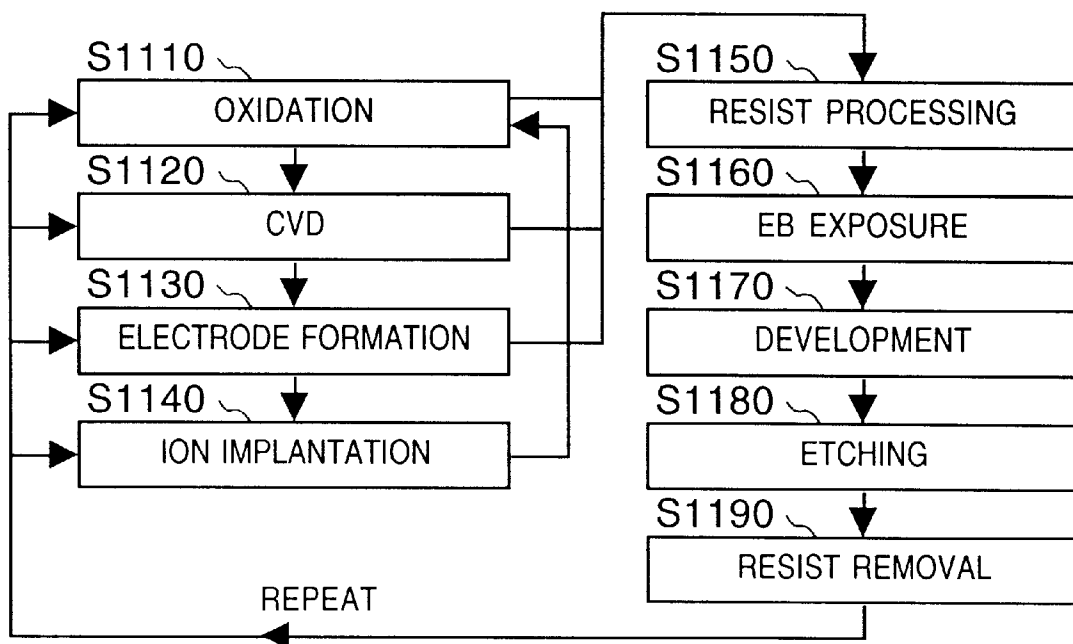 S1110
OXIDATION
S1120
CVD
S1130
ELECTRODE FORMATION
S1140
ION IMPLANTATION
S1150
RESIST PROCESSING
S1160
EB EXPOSURE
S1170
DEVELOPMENT
S1180
ETCHING
S1190
RESIST REMOVAL
REPEAT